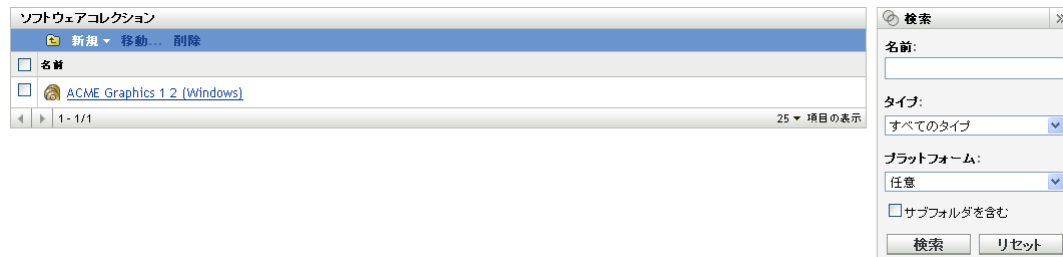 ソフトウェアコレクション
新規 移動... 削除
名前
ACME Graphics 1 2 (Windows)
1 - 1/1
25 項目の表示
検索
名前:
タイプ:
すべてのタイプ
プラットフォーム:
任意
サブフォルダを含む
検索 リセット